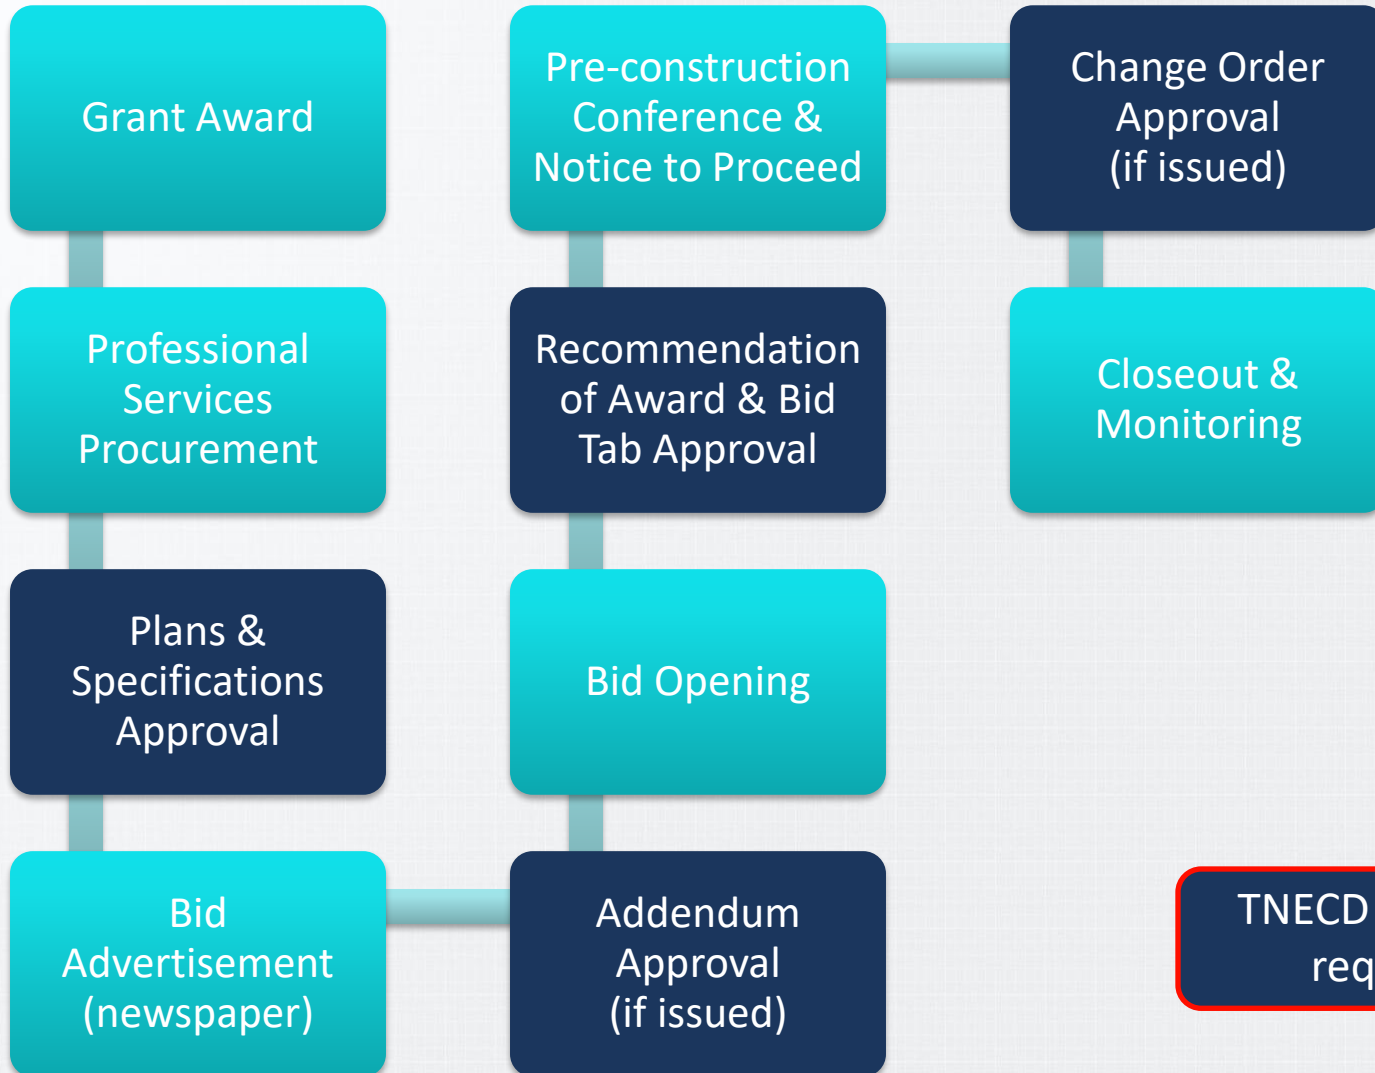 Grant Award
Professional
Services
Procurement
Plans &
Specifications
Approval
Bid
Advertisement
(newspaper)
Addendum
Approval
(if issued)
Bid Opening
Recommendation
of Award & Bid
Tab Approval
Pre-construction
Conference &
Notice to Proceed
Change Order
Approval
(if issued)
Closeout &
Monitoring
TNECD